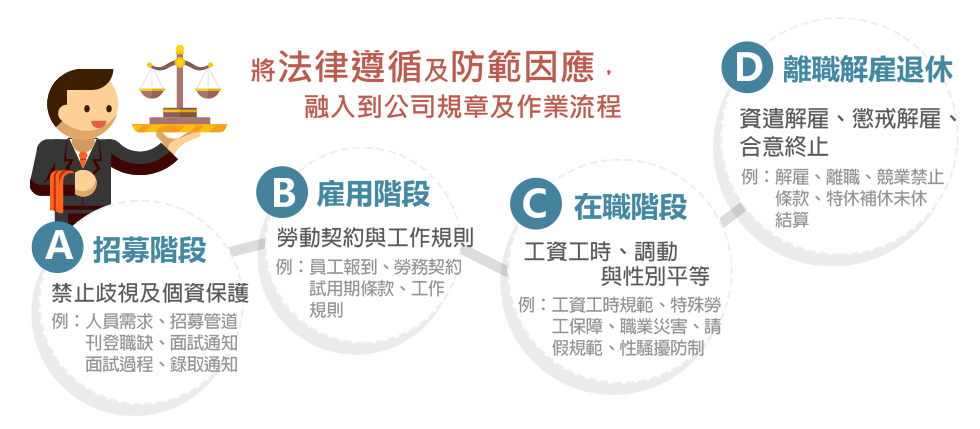 將法律遵循及防範因應，
融入到公司規章及作業流程
A 招募階段
禁止歧視及個資保護
例：人員需求、招募管道
刊登職缺、面試通知
面試過程、錄取通知
B 雇用階段
勞動契約與工作規則
例：員工報到、勞務契約
試用期條款、工作
規則
C 在職階段
工資工時、調動
與性別平等
例：工資工時規範、特殊勞
工保障、職業災害、請
假規範、性騷擾防制
D 離職解雇退休
資遣解雇、懲戒解雇、
合意終止
例：解雇、離職、競業禁止
條款、特休補休未休
結算